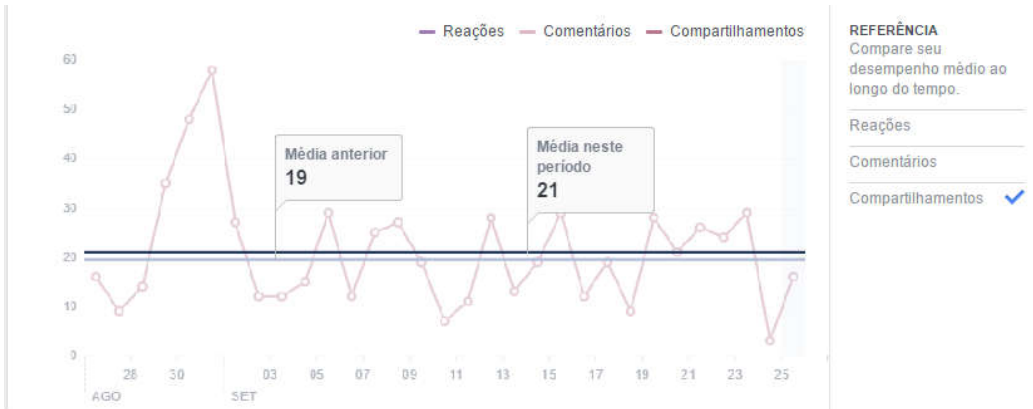 Reações Comentários Compartilhamentos
60
50
40
30
20
10
0
Média anterior
19
Média neste
período
21
28 30 03 05 07 09 11 13 15 17 19 21 23 25
AGO SET
REFERÊNCIA
Compare seu
desempenho médio ao
longo do tempo.
Reações
Comentários
Compartilhamentos